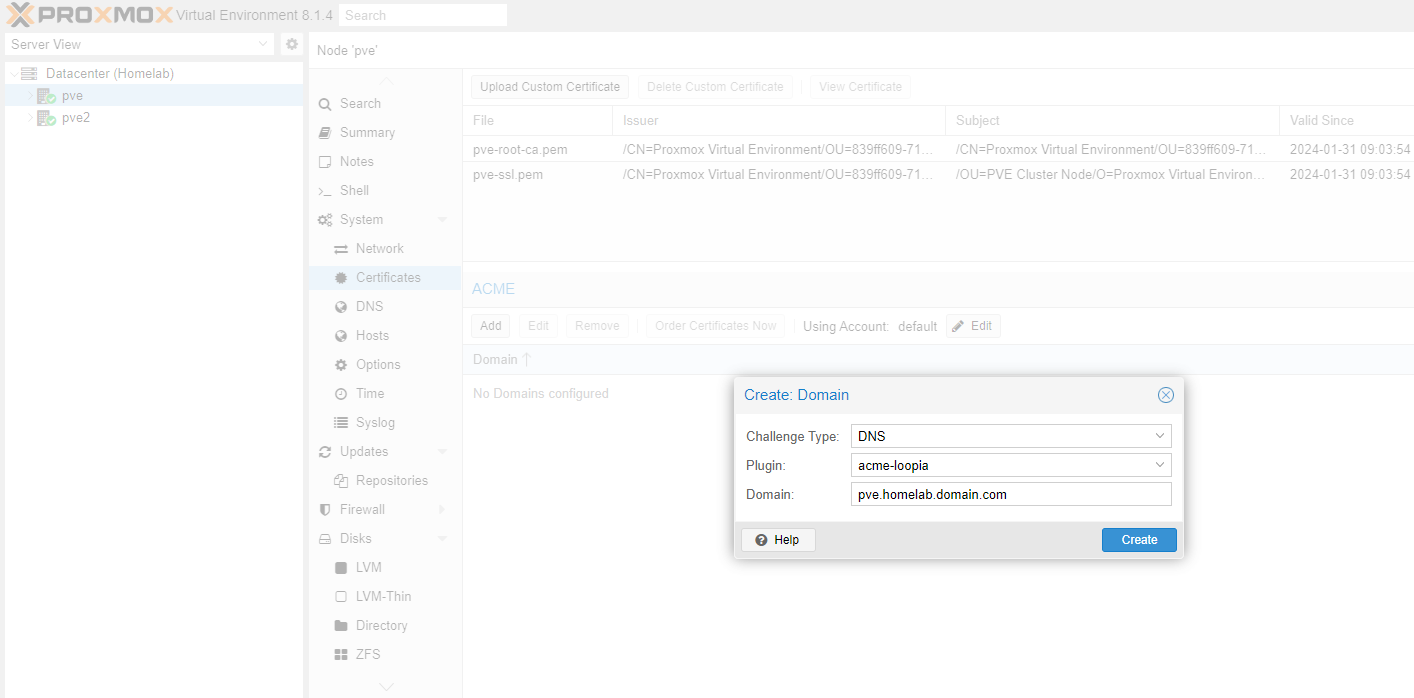 PROXMOX Virtual Environment 8.1.4 Search
Server View
Node 'pve'
Datacenter (Homelab)
pve
pve2
Search
Summary
Notes
Shell
System
Network
Certificates
DNS
Hosts
Options
Time
Syslog
Updates
Repositories
Firewall
Disks
LVM
LVM-Thin
Directory
ZFS
Upload Custom Certificate Delete Custom Certificate View Certificate
File Issuer Subject Valid Since
pve-root-ca.pem /CN=Proxmox Virtual Environment/OU=839ff609-71... /CN=Proxmox Virtual Environment/OU=839ff609-71... 2024-01-31 09:03:54
pve-ssl.pem /CN=Proxmox Virtual Environment/OU=839ff609-71... /OU=PVE Cluster Node/O=Proxmox Virtual Environ... 2024-01-31 09:03:54
ACME
Add Edit Remove Order Certificates Now Using Account: default Edit
Domain ↑
No Domains configured
Create: Domain
Challenge Type: DNS
Plugin: acme-loopia
Domain: pve.homelab.domain.com
Help Create